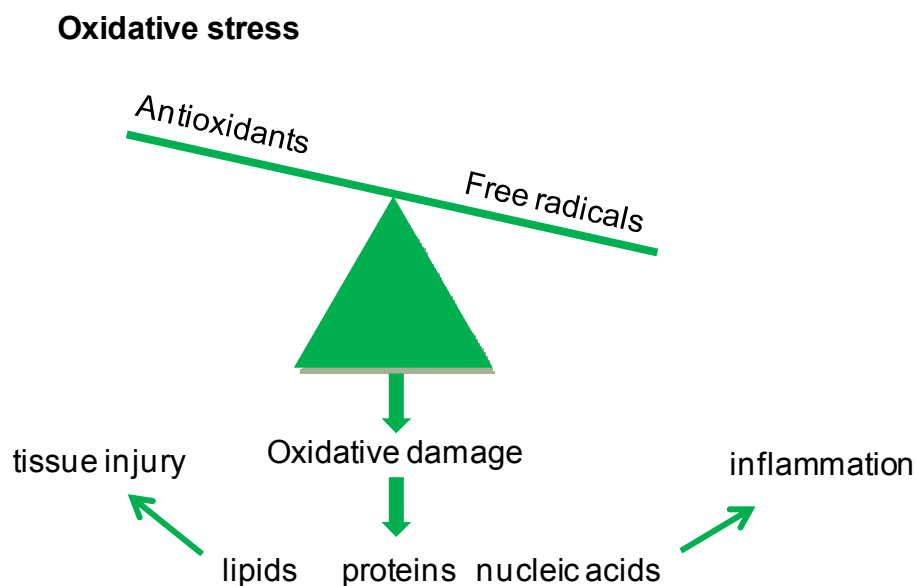 Oxidative stress
Antioxidants
Free radicals
Oxidative damage
tissue injury
inflammation
lipids proteins nucleic acids